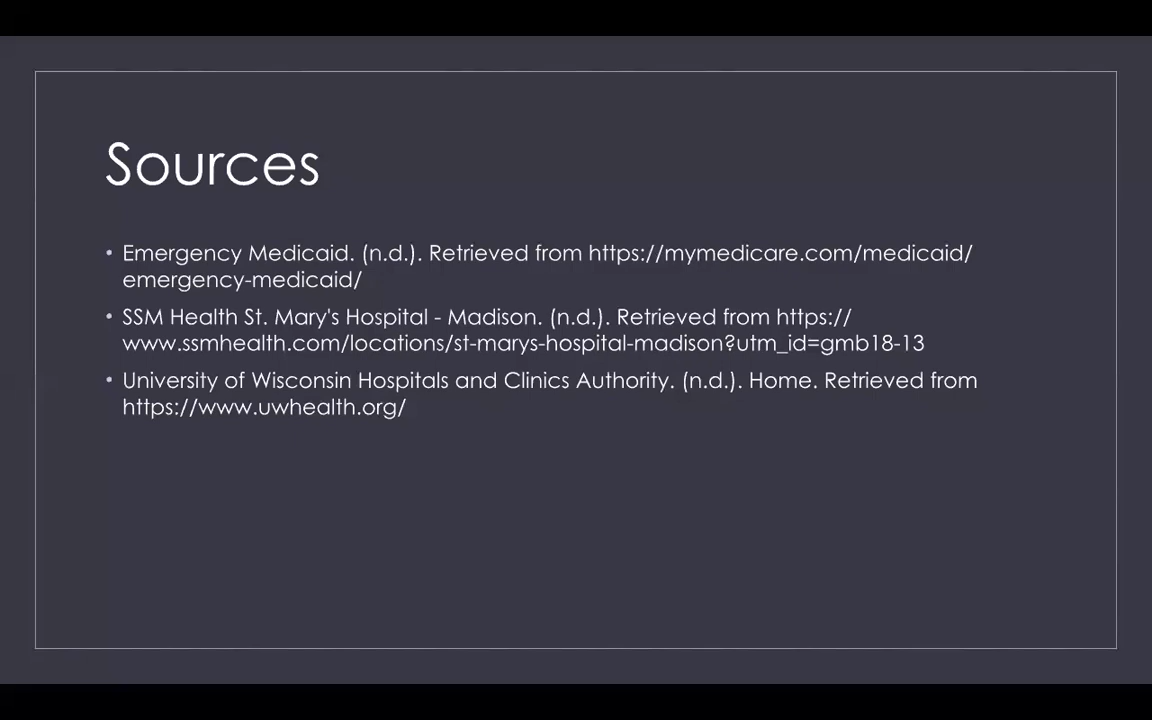 Sources
• Emergency Medicaid. (n.d.). Retrieved from https://mymedicare.com/medicaid/
emergency-medicaid/
• SSM Health St. Mary's Hospital - Madison. (n.d.). Retrieved from https://
www.ssmhealth.com/locations/st-marys-hospital-madison?utm_id=gmb18-13
• University of Wisconsin Hospitals and Clinics Authority. (n.d.). Home. Retrieved from
https://www.uwhealth.org/